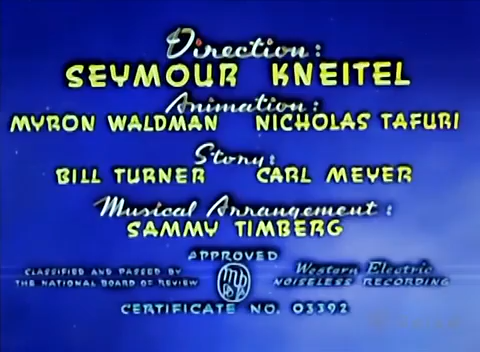 Direction:
SEYMOUR KNEITEL
Animation:
MYRON WALDMAN NICHOLAS TAFURI
Story:
BILL TURNER CARL MEYER
Musical Arrangement:
SAMMY TIMBERG
APPROVED
CLASSIFIED AND PASSED BY
THE NATIONAL BOARD OF REVIEW
Western Electric
NOISELESS RECORDING
CERTIFICATE NO. 03392